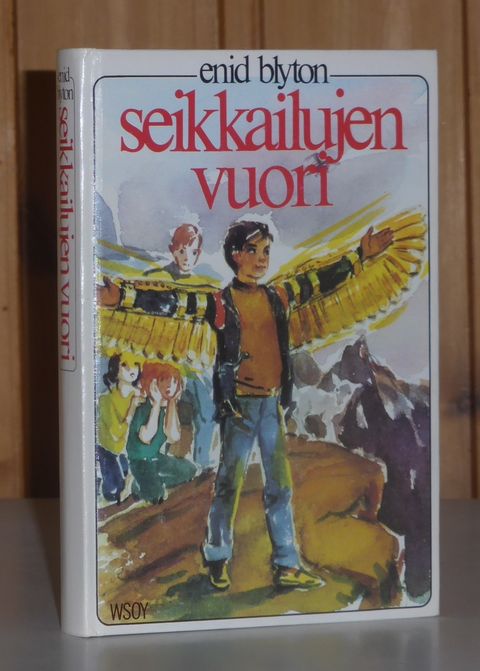 enid blyton
seikkailujen
vuori
WSOY
enid
blyton
seikkailujen vuori